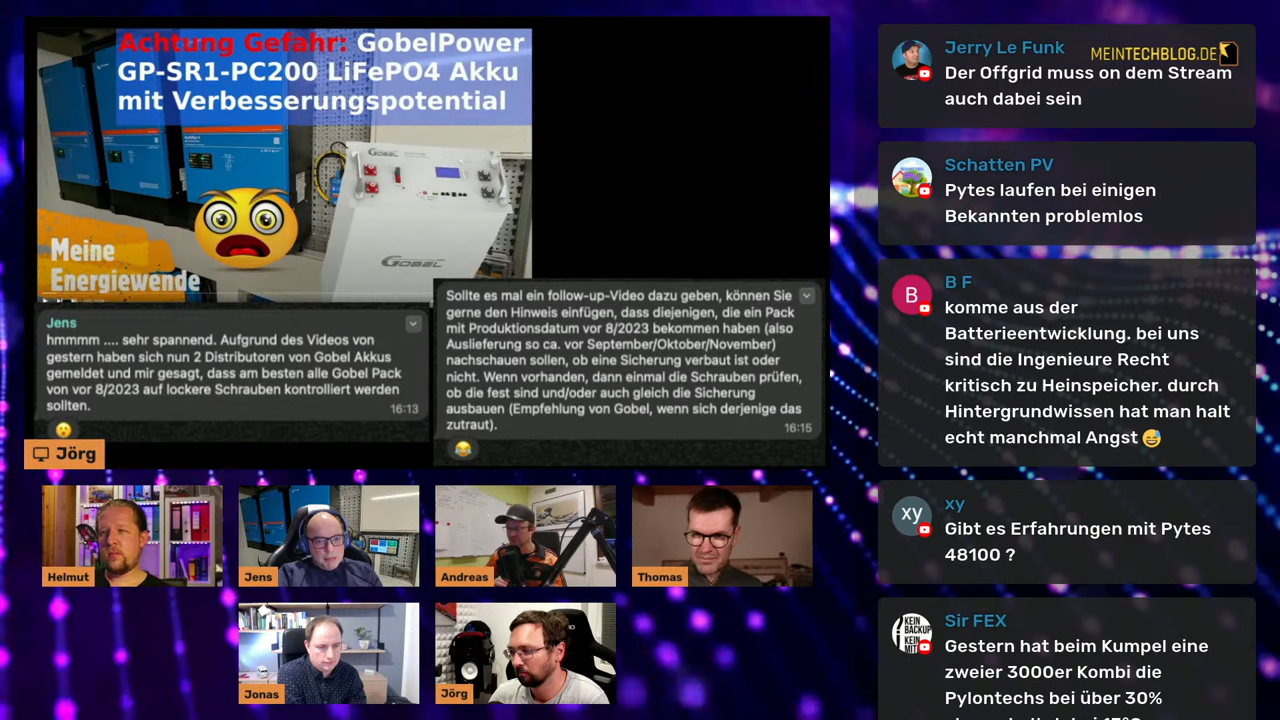 Achtung Gefahr: GobelPower
GP-SR1-PC200 LiFePO4 Akku
mit Verbesserungspotential
GOBEL
GOBEL
Meine
Energiewende
Jens
hmmmm .... sehr spannend. Aufgrund des Videos von
gestern haben sich nun 2 Distributoren von Gobel Akkus
gemeldet und mir gesagt, dass am besten alle Gobel Pack
von vor 8/2023 auf lockere Schrauben kontrolliert werden
sollten.
16:13
Sollte es mal ein follow-up-Video dazu geben, können Sie
gerne den Hinweis einfügen, dass diejenigen, die ein Pack
mit Produktionsdatum vor 8/2023 bekommen haben (also
Auslieferung so ca. vor September/Oktober/November)
nachschauen sollen, ob eine Sicherung verbaut ist oder
nicht. Wenn vorhanden, dann einmal die Schrauben prüfen,
ob die fest sind und/oder auch gleich die Sicherung
ausbauen (Empfehlung von Gobel, wenn sich derjenige das
zutraut).
16:15
Jörg
Helmut
Jens
Andreas
Thomas
Jonas
Jörg
MEINTECHBLOG.DE
Jerry Le Funk
Der Offgrid muss on dem Stream
auch dabei sein
Schatten PV
Pytes laufen bei einigen
Bekannten problemlos
B
B F
komme aus der
Batterieentwicklung. bei uns
sind die Ingenieure Recht
kritisch zu Heinspeicher. durch
Hintergrundwissen hat man halt
echt manchmal Angst 😅
xy
xy
Gibt es Erfahrungen mit Pytes
48100 ?
KEIN
BACKUP
KEIN
Sir FEX
Gestern hat beim Kumpel eine
zweier 3000er Kombi die
Pylontechs bei über 30%